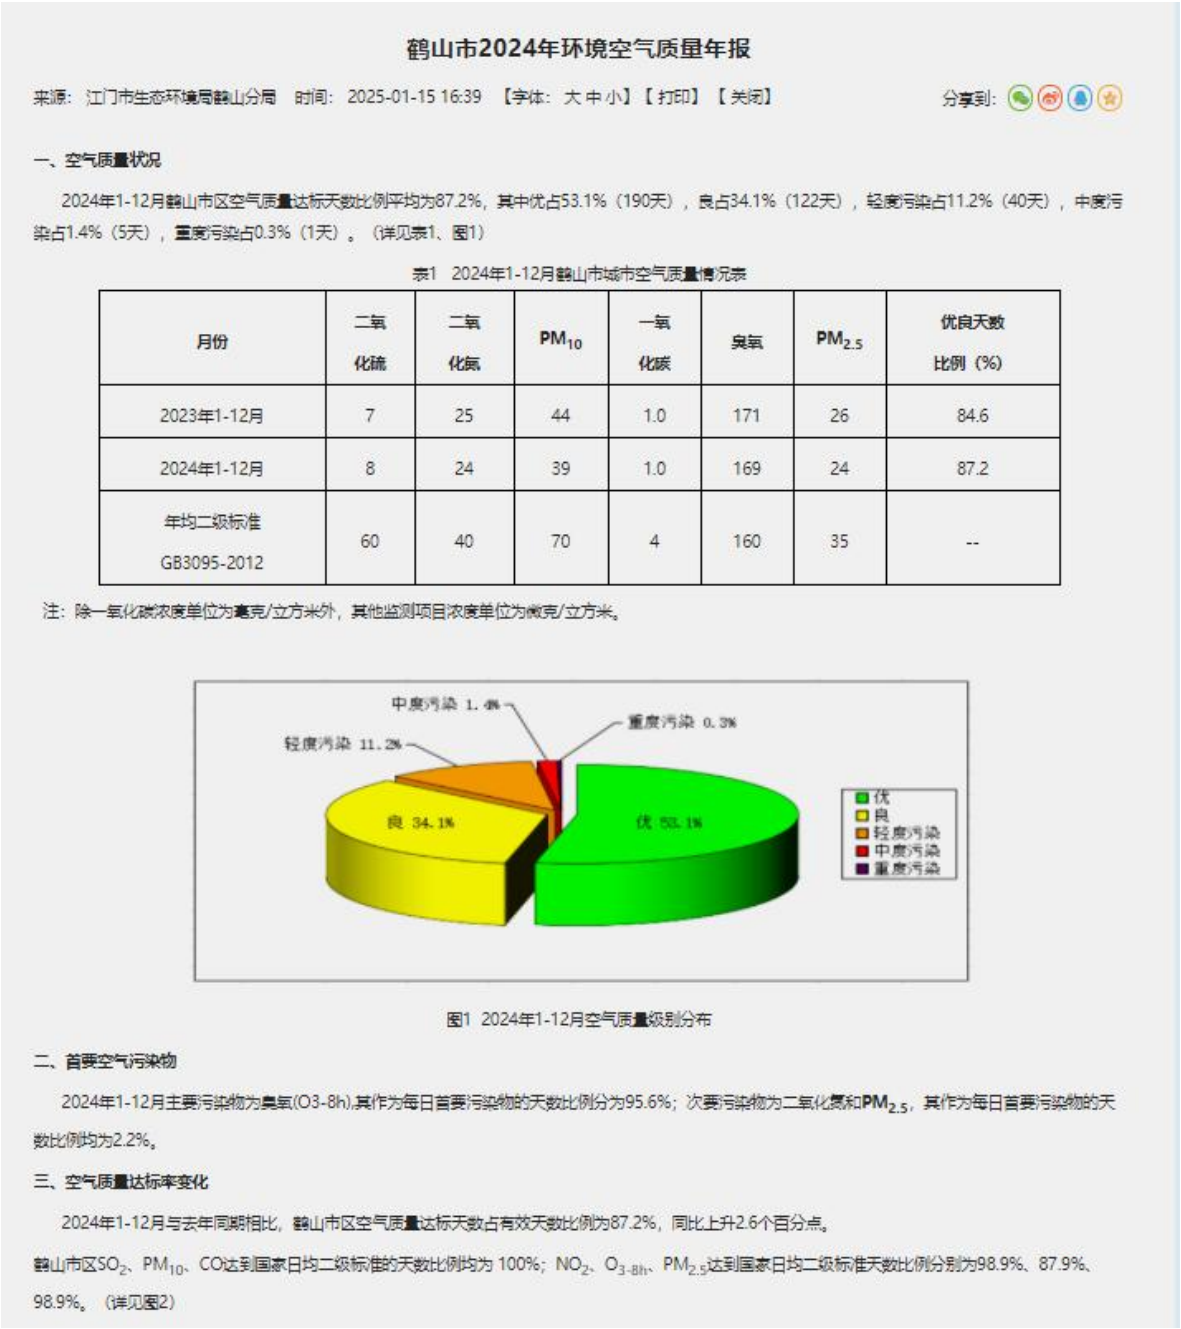 鹤山市2024年环境空气质量年报
来源: 江门市生态环境局鹤山分局 时间: 2025-01-15 16:39 【字体: 大 中 小】【 打印】 【 关闭】 分享到:
一、空气质量状况
2024年1-12月鹤山市区空气质量达标天数比例平均为87.2%，其中优占53.1%（190天），良占34.1%（122天），轻度污染占11.2%（40天），中度污
染占1.4%（5天），重度污染占0.3%（1天）。（详见表1、图1）
表1 2024年1-12月鹤山市城市空气质量情况表
月份 二氧化硫 二氧化氮 PM10 一氧化碳 臭氧 PM2.5 优良天数比例（%）
2023年1-12月 7 25 44 1.0 171 26 84.6
2024年1-12月 8 24 39 1.0 169 24 87.2
年均二级标准 GB3095-2012 60 40 70 4 160 35 --
注：除一氧化碳浓度单位为毫克/立方米外，其他监测项目浓度单位为微克/立方米。
中度污染 1.4%
重度污染 0.3%
轻度污染 11.2%
良 34.1%
优 53.1%
优
良
轻度污染
中度污染
重度污染
图1 2024年1-12月空气质量级别分布
二、首要空气污染物
2024年1-12月主要污染物为臭氧(O3-8h),其作为每日首要污染物的天数比例分为95.6%；次要污染物为二氧化氮和PM2.5，其作为每日首要污染物的天
数比例均为2.2%。
三、空气质量达标率变化
2024年1-12月与去年同期相比，鹤山市区空气质量达标天数占有效天数比例为87.2%，同比上升2.6个百分点。
鹤山市区SO2、PM10、CO达到国家日均二级标准的天数比例均为 100%；NO2、O3-8h、PM2.5达到国家日均二级标准天数比例分别为98.9%、87.9%、
98.9%。（详见图2）